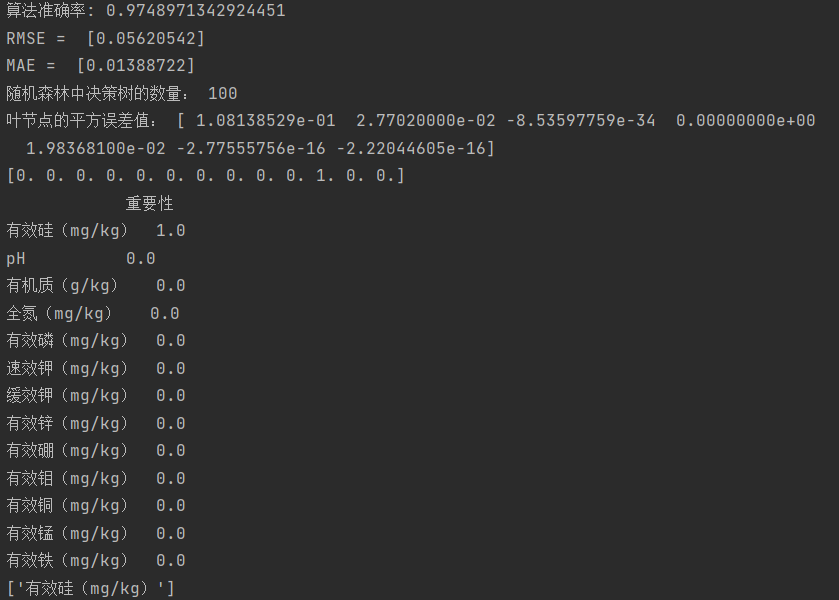 算法准确率: 0.9748971342924451
RMSE =  [0.05620542]
MAE =  [0.01388722]
随机森林中决策树的数量： 100
叶节点的平方误差值： [ 1.08138529e-01  2.77020000e-02 -8.53597759e-34  0.00000000e+00
  1.98368100e-02 -2.77555756e-16 -2.22044605e-16]
[0. 0. 0. 0. 0. 0. 0. 0. 0. 0. 1. 0. 0.]
重要性
有效硅（mg/kg）  1.0
pH          0.0
有机质（g/kg）   0.0
全氮（mg/kg）   0.0
有效磷（mg/kg）  0.0
速效钾（mg/kg）  0.0
缓效钾（mg/kg）  0.0
有效锌（mg/kg）  0.0
有效硼（mg/kg）  0.0
有效钼（mg/kg）  0.0
有效铜（mg/kg）  0.0
有效锰（mg/kg）  0.0
有效铁（mg/kg）  0.0
['有效硅（mg/kg）']